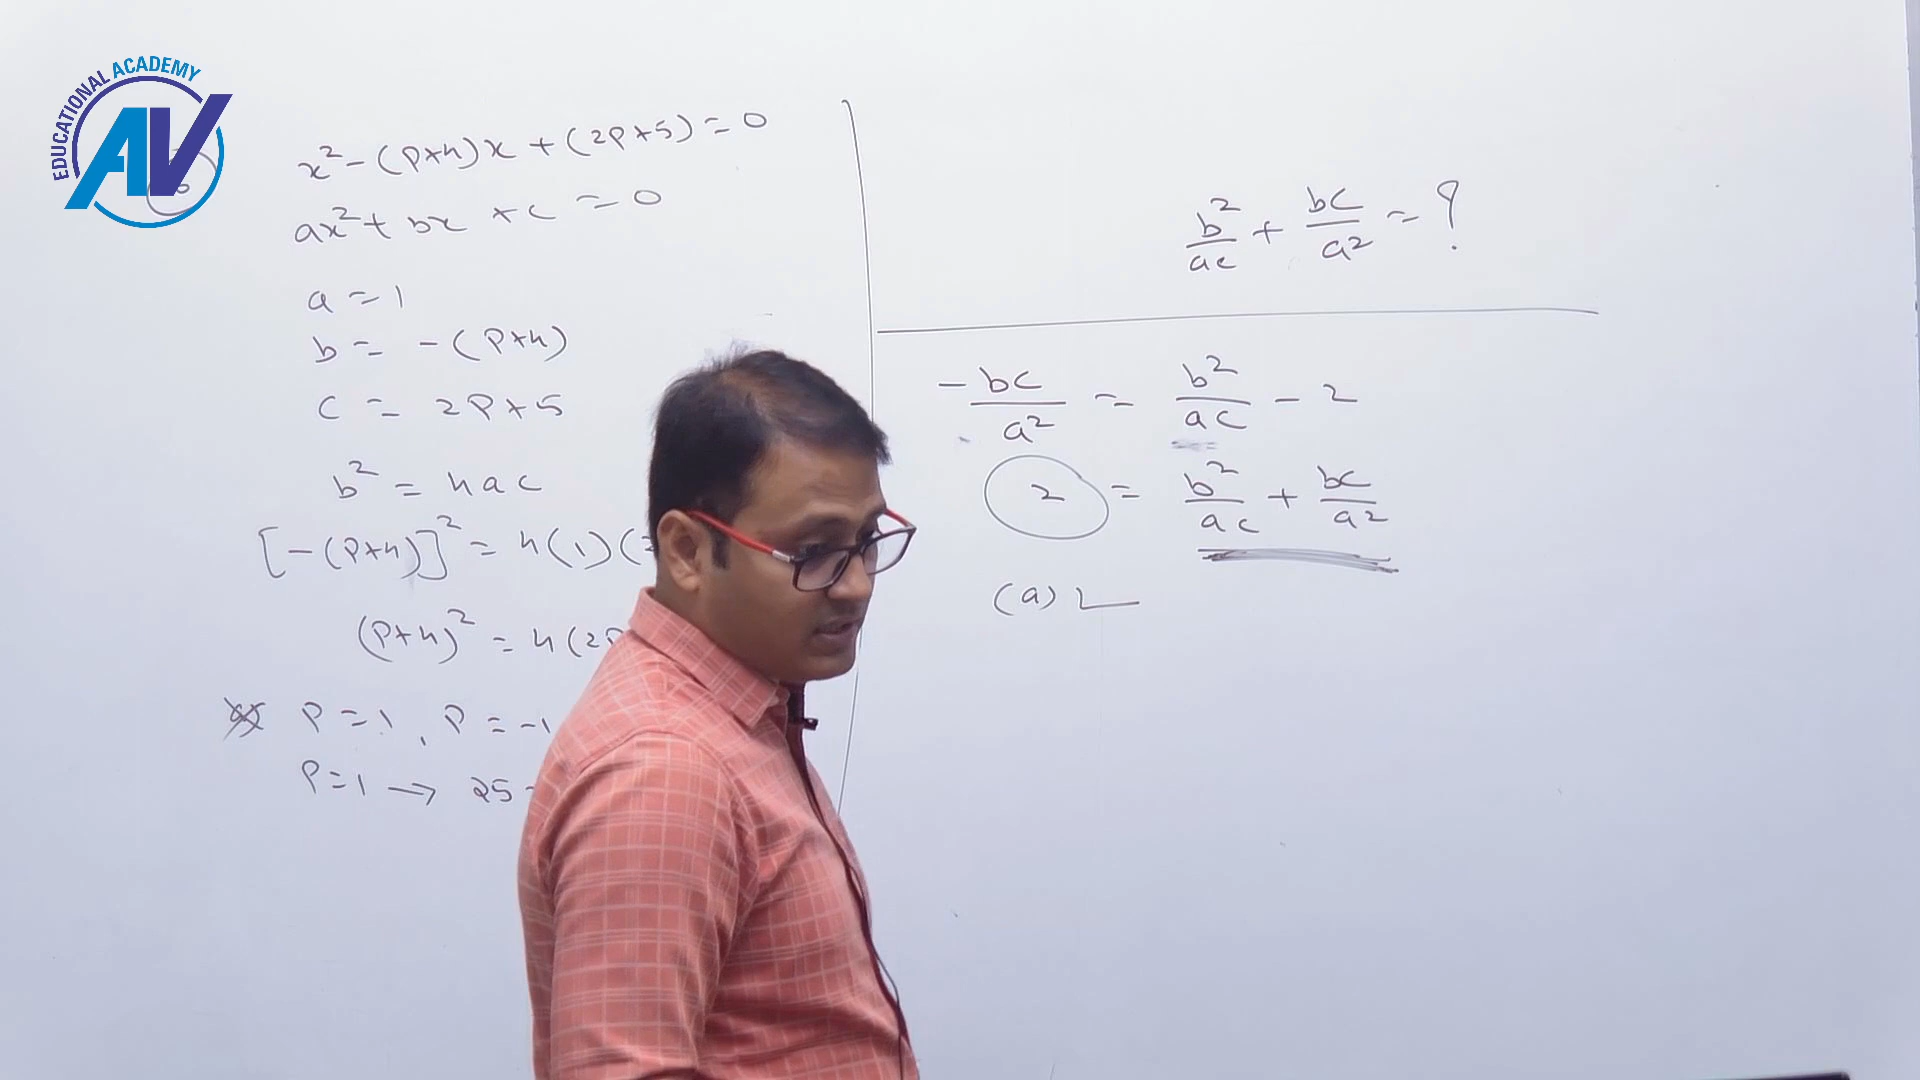 EDUCATIONAL ACADEMY
AV
x² - (p+4)x + (2p+5) = 0
ax² + bx + c = 0
a = 1
b = -(p+4)
c = 2p+5
b² = 4ac
[-(p+4)]² = 4(1)(2
(p+4)² = 4(2p
p = 1, p = -1
p=1 → 25 =
b²/ac + bc/a² = ?
-bc/a² = b²/ac - 2
2 = b²/ac + bc/a²
(a) 2